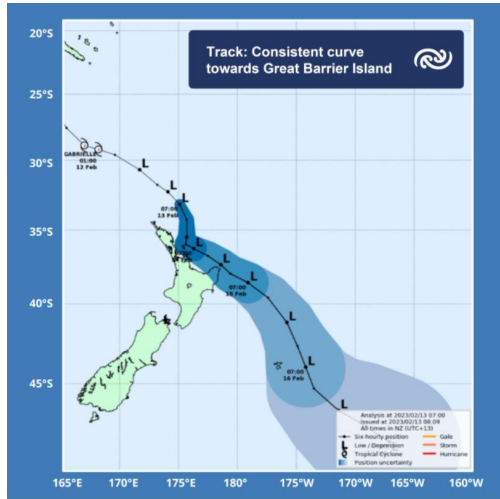 Track: Consistent curve
towards Great Barrier Island
20°S
25°S
30°S
35°S
40°S
45°S
GABRIELLE
01:00
12 Feb
L
L
L
07:00
13 Feb
L
L
L
07:00
15 Feb
L
L
07:00
16 Feb
L
L
Analysis at 2023/02/13 07:00
Issued at 2023/02/13 08:09
All times in NZ (UTC+13)
Six hourly position
L Low / Depression
Tropical Cyclone
Position uncertainty
Gale
Storm
Hurricane
165°E
170°E
175°E
180°
175°W
170°W
165°W
160°W